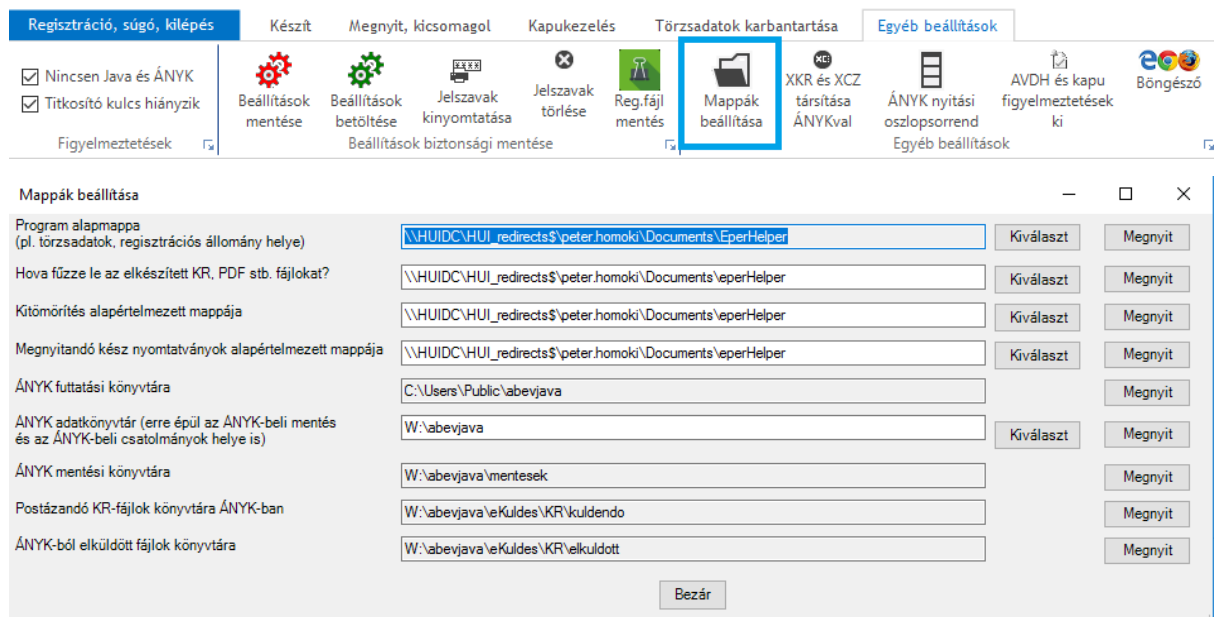 Regisztráció, súgó, kilépés Készít Megnyit, kicsomagol Kapukezelés Törzsadatok karbantartása Egyéb beállítások
Nincsen Java és ÁNYK
Titkosító kulcs hiányzik
Figyelmeztetések
Beállítások
mentése
Beállítások
betöltése
Jelszavak
kinyomtatása
Jelszavak
törlése
Reg.fájl
mentés
Beállítások biztonsági mentése
Mappák
beállítása
XKR és XCZ
társítása
ÁNYKval
ÁNYK nyitási
oszlopsorrend
AVDH és kapu
figyelmeztetések
ki
Böngésző
Egyéb beállítások
Mappák beállítása
Program alapmappa
(pl. törzsadatok, regisztrációs állomány helye)
\\HUIDC\HUI_redirects$\peter.homoki\Documents\EperHelper Kiválaszt Megnyit
Hova fűzze le az elkészített KR, PDF stb. fájlokat? \\HUIDC\HUI_redirects$\peter.homoki\Documents\eperHelper Kiválaszt Megnyit
Kitömörítés alapértelmezett mappája \\HUIDC\HUI_redirects$\peter.homoki\Documents\eperHelper Kiválaszt Megnyit
Megnyitandó kész nyomtatványok alapértelmezett mappája \\HUIDC\HUI_redirects$\peter.homoki\Documents\eperHelper Kiválaszt Megnyit
ÁNYK futtatási könyvtára C:\Users\Public\abevjava Megnyit
ÁNYK adatkönyvtár (erre épül az ÁNYK-beli mentés
és az ÁNYK-beli csatolmányok helye is)
W:\abevjava Kiválaszt Megnyit
ÁNYK mentési könyvtára W:\abevjava\mentesek Megnyit
Postázandó KR-fájlok könyvtára ÁNYK-ban W:\abevjava\eKuldes\KR\kuldendo Megnyit
ÁNYK-ból elküldött fájlok könyvtára W:\abevjava\eKuldes\KR\elkuldott Megnyit
Bezár